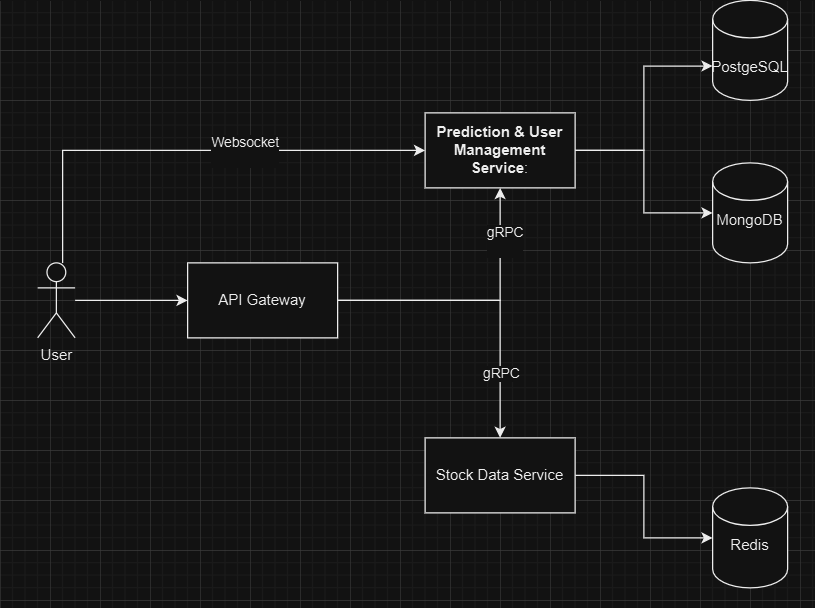 PostgeSQL
Websocket
Prediction & User
Management
Service:
MongoDB
gRPC
API Gateway
User
gRPC
Stock Data Service
Redis